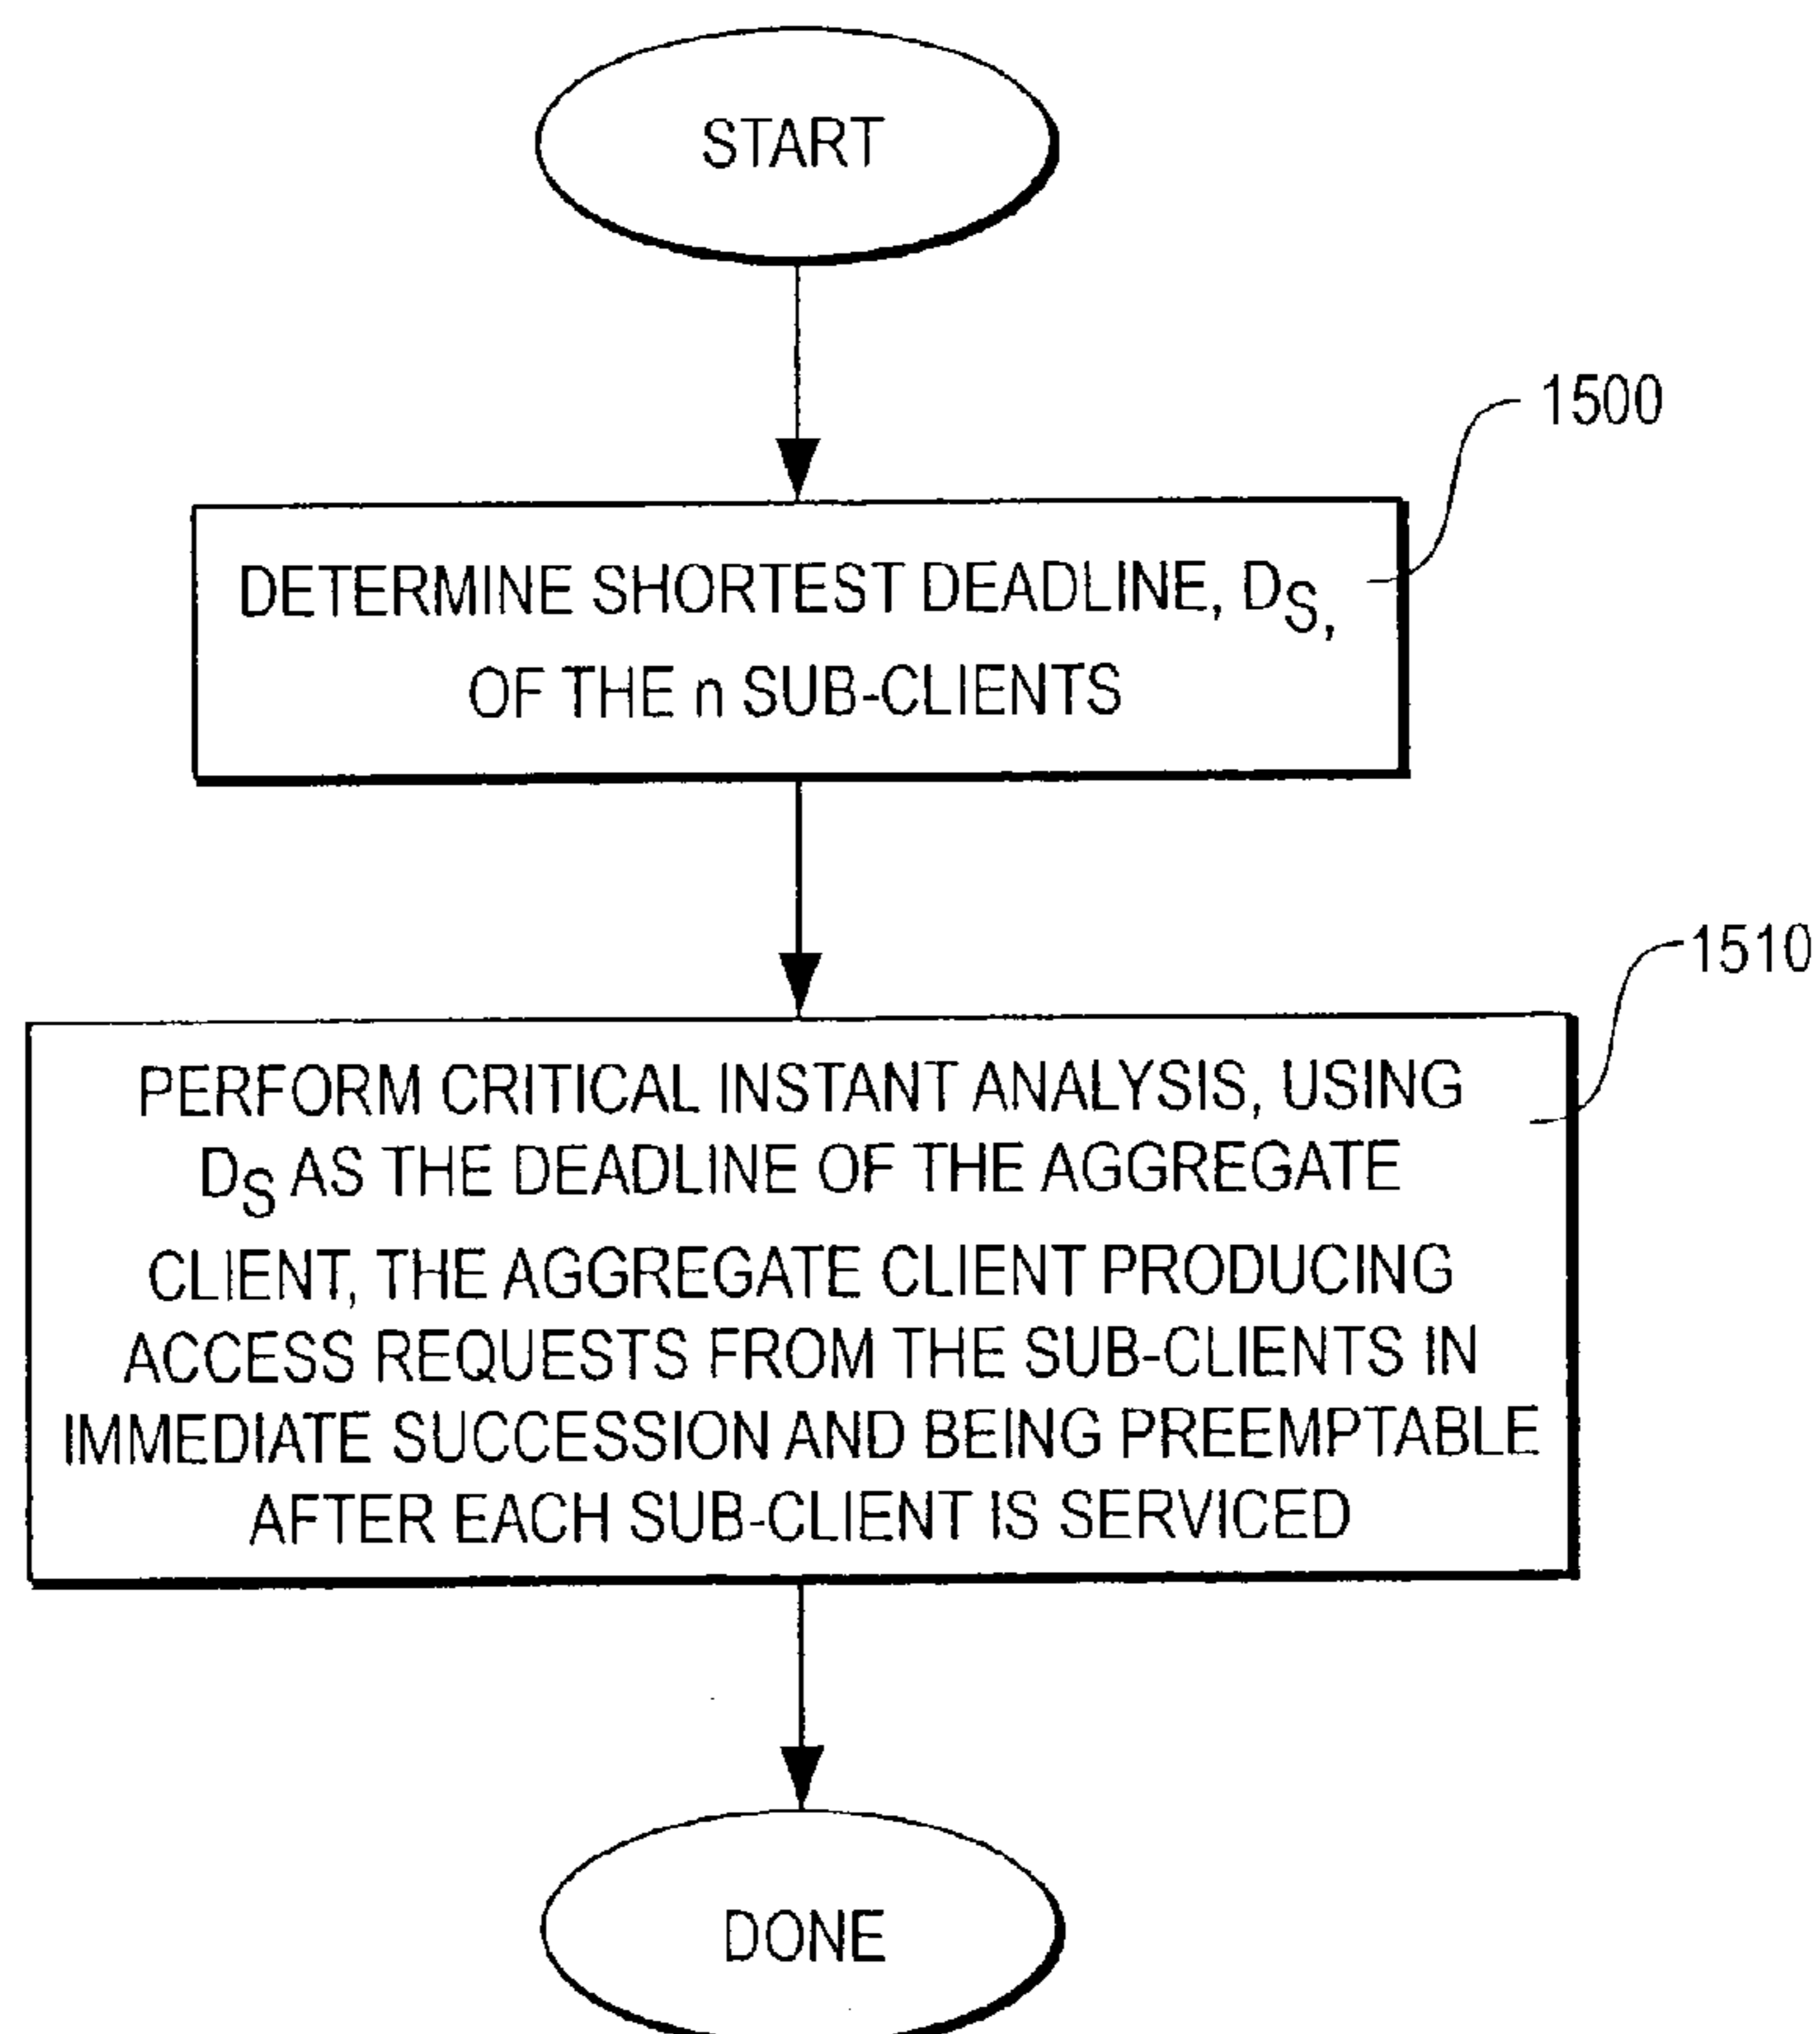 START
1500
DETERMINE SHORTEST DEADLINE, DS,
OF THE n SUB-CLIENTS
1510
PERFORM CRITICAL INSTANT ANALYSIS, USING
DS AS THE DEADLINE OF THE AGGREGATE
CLIENT, THE AGGREGATE CLIENT PRODUCING
ACCESS REQUESTS FROM THE SUB-CLIENTS IN
IMMEDIATE SUCCESSION AND BEING PREEMPTABLE
AFTER EACH SUB-CLIENT IS SERVICED
DONE